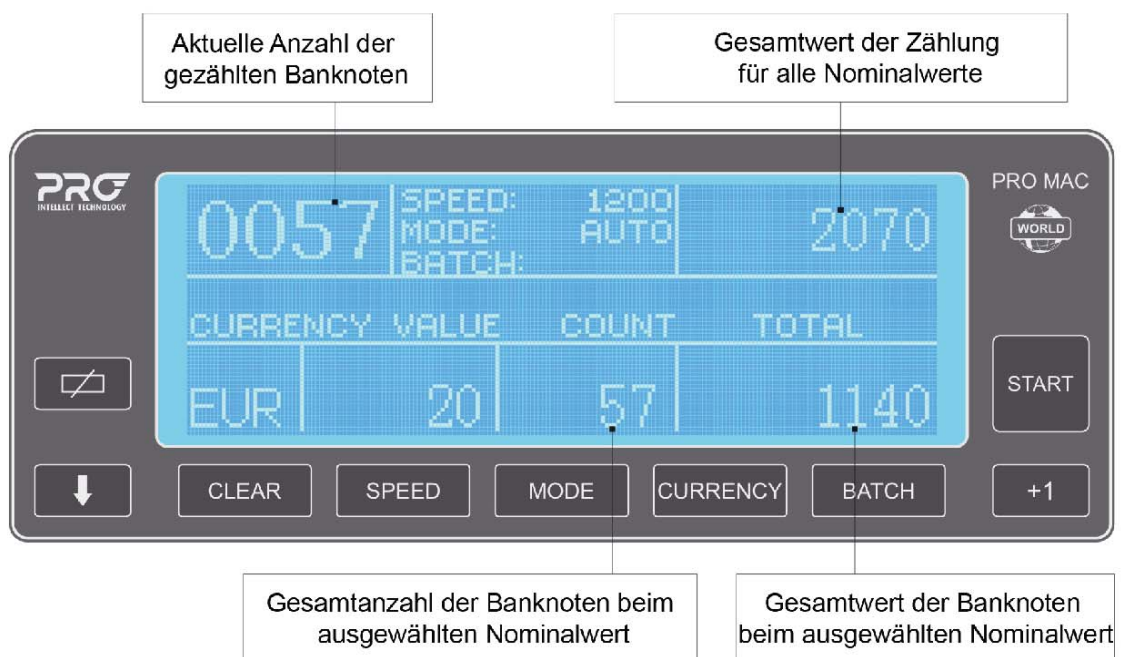 Aktuelle Anzahl der
gezählten Banknoten
Gesamtwert der Zählung
für alle Nominalwerte
PRO
INTELLECT TECHNOLOGY
0057
SPEED: 1200
MODE: AUTO
BATCH:
2070
PRO MAC
WORLD
CURRENCY VALUE COUNT TOTAL
EUR 20 57 1140
START
CLEAR SPEED MODE CURRENCY BATCH +1
Gesamtanzahl der Banknoten beim
ausgewählten Nominalwert
Gesamtwert der Banknoten
beim ausgewählten Nominalwert